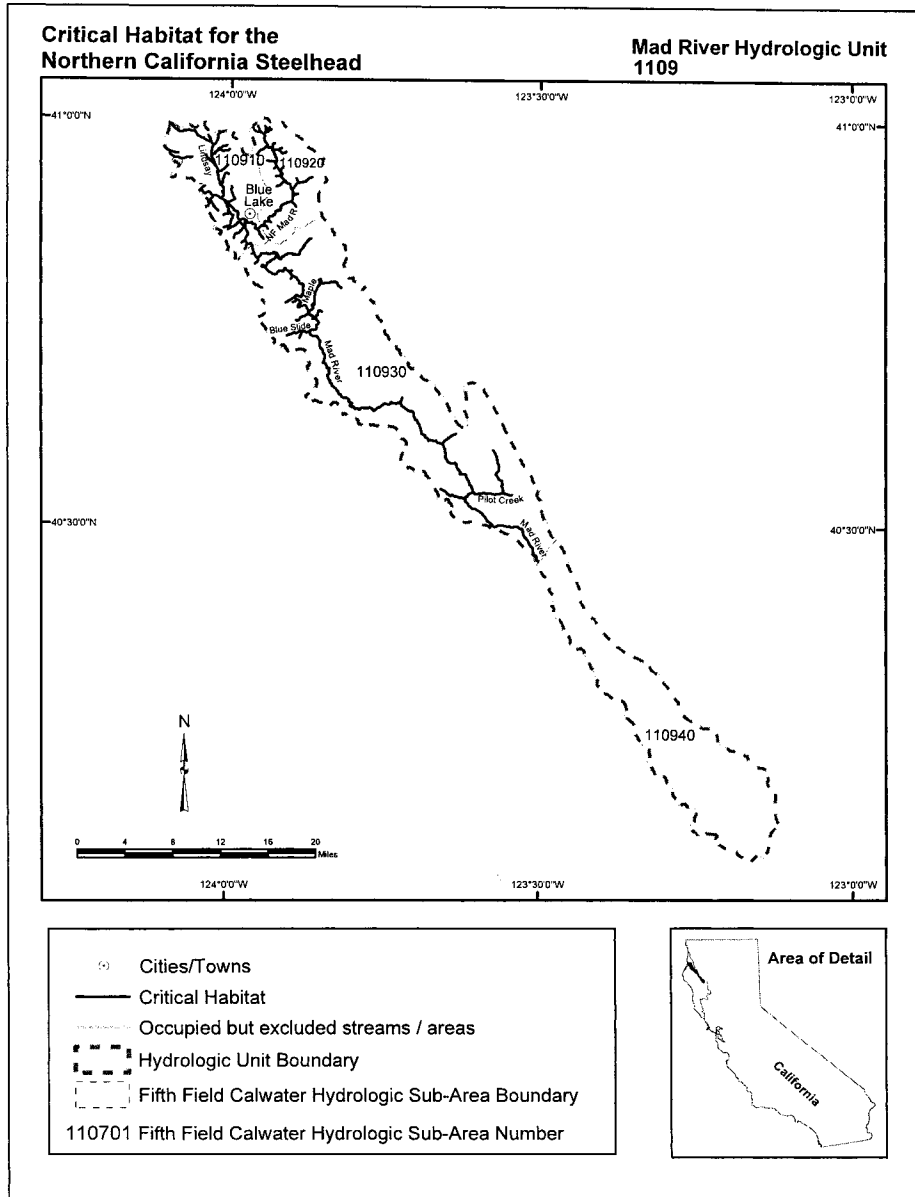 Critical Habitat for the
Northern California Steelhead
Mad River Hydrologic Unit
1109
124°0'0"W
123°30'0"W
123°0'0"W
41°0'0"N
41°0'0"N
Lindsay
110910
110920
Blue
Lake
NF Mad R
Maple
Blue Slide
Mad River
110930
Pilot Creek
40°30'0"N
40°30'0"N
Mad River
110940
N
0 4 8 12 16 20
Miles
124°0'0"W
123°30'0"W
123°0'0"W
Cities/Towns
Critical Habitat
Occupied but excluded streams / areas
Hydrologic Unit Boundary
Fifth Field Calwater Hydrologic Sub-Area Boundary
110701 Fifth Field Calwater Hydrologic Sub-Area Number
Area of Detail
California